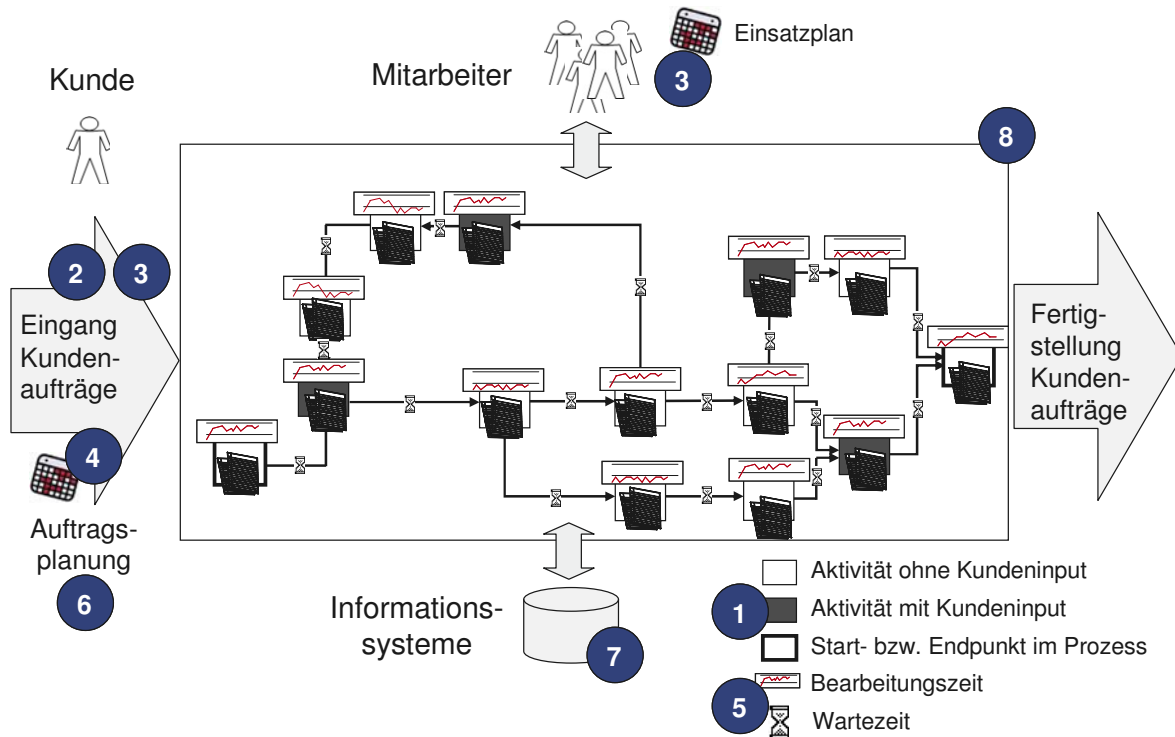 Einsatzplan
Kunde
Mitarbeiter
3
8
2
3
Eingang
Kunden-
aufträge
Fertig-
stellung
Kunden-
aufträge
4
Auftrags-
planung
6
Informations-
systeme
7
Aktivität ohne Kundeninput
1
Aktivität mit Kundeninput
Start- bzw. Endpunkt im Prozess
Bearbeitungszeit
5
Wartezeit